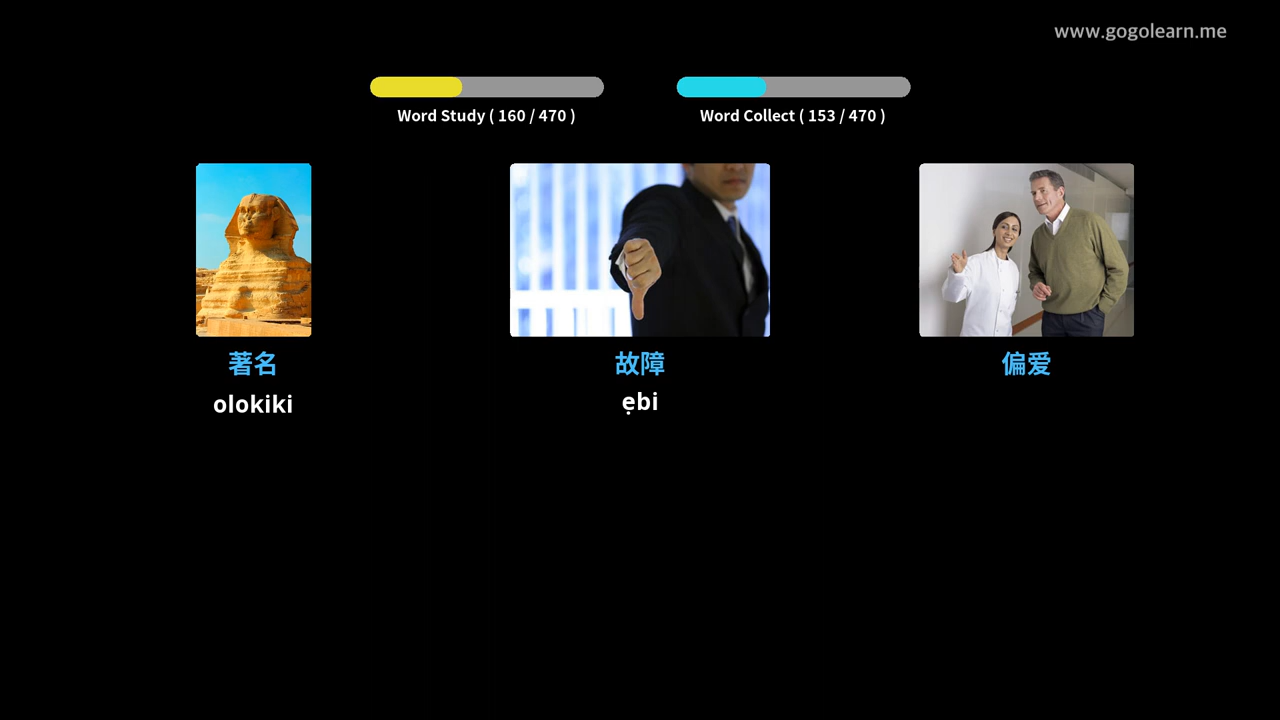 www.gogolearn.me
Word Study ( 160 / 470 )
Word Collect ( 153 / 470 )
著名
故障
偏爱
olokiki
ẹbi